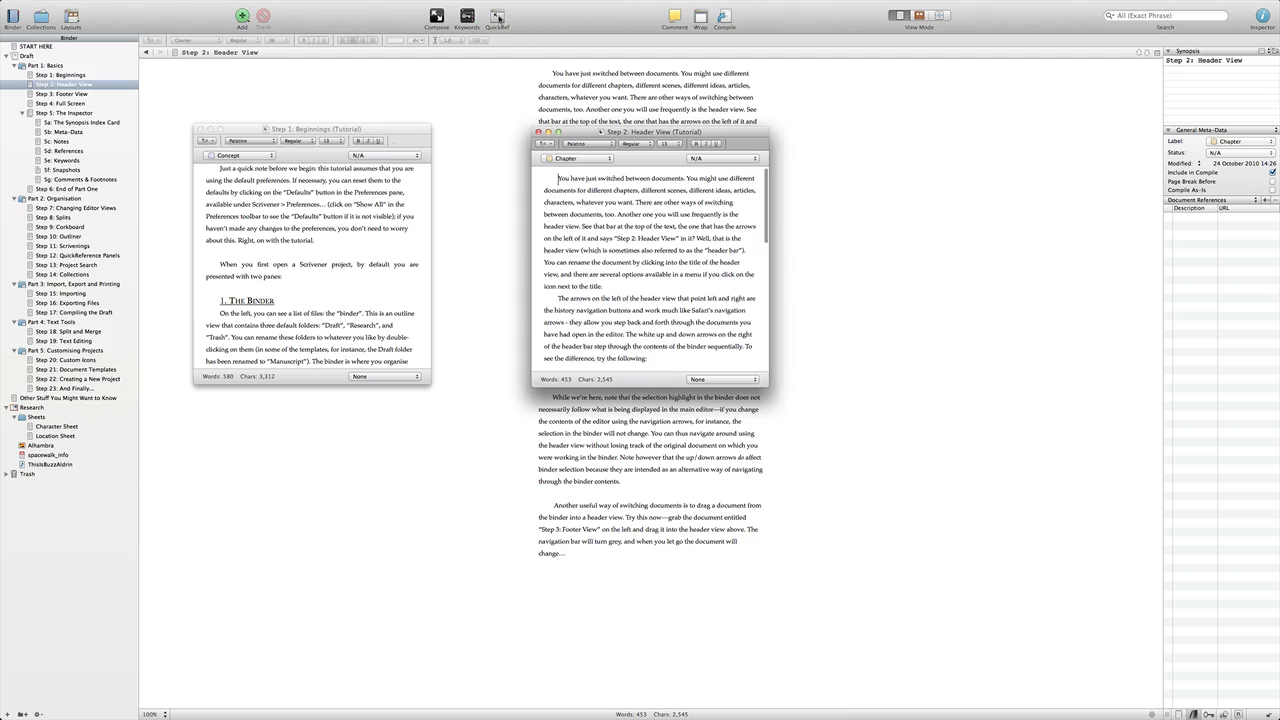 Binder
Collections
Layouts
Add
Trash
Compose
Keywords
QuickRef
Comment
Wrap
Compile
View Mode
All (Exact Phrase)
Inspector
Binder
START HERE
Draft
Part 1: Basics
Step 1: Beginnings
Step 2: Header View
Step 3: Footer View
Step 4: Full Screen
Step 5: The Inspector
5a: The Synopsis Index Card
5b: Meta-Data
5c: Notes
5d: References
5e: Keywords
5f: Snapshots
5g: Comments & Footnotes
Step 6: End of Part One
Part 2: Organisation
Step 7: Changing Editor Views
Step 8: Splits
Step 9: Corkboard
Step 10: Outliner
Step 11: Scrivenings
Step 12: QuickReference Panels
Step 13: Project Search
Step 14: Collections
Part 3: Import, Export and Printing
Step 15: Importing
Step 16: Exporting Files
Step 17: Compiling the Draft
Part 4: Text Tools
Step 18: Split and Merge
Step 19: Text Editing
Part 5: Customising Projects
Step 20: Custom Icons
Step 21: Document Templates
Step 22: Creating a New Project
Step 23: And Finally...
Other Stuff You Might Want to Know
Research
Sheets
Character Sheet
Location Sheet
Alhambra
spacewalk_info
ThisIsBuzzAldrin
Trash
Courier
Regular
Step 2: Header View
You have just switched between documents. You might use different
documents for different chapters, different scenes, different ideas, articles,
characters, whatever you want. There are other ways of switching between
documents, too. Another one you will use frequently is the header view. See
that bar at the top of the text, the one that has the arrows on the left of it and
Step 1: Beginnings (Tutorial)
Palatino
Regular
13
B I U
Concept
N/A
Just a quick note before we begin: this tutorial assumes that you are
using the default preferences. If necessary, you can reset them to the
defaults by clicking on the “Defaults” button in the Preferences pane,
available under Scrivener > Preferences… (click on “Show All” in the
Preferences toolbar to see the “Defaults” button if it is not visible); if you
haven’t made any changes to the preferences, you don’t need to worry
about this. Right, on with the tutorial.
When you first open a Scrivener project, by default you are
presented with two panes:
1. THE BINDER
On the left, you can see a list of files: the “binder”. This is an outline
view that contains three default folders: “Draft”, “Research”, and
“Trash”. You can rename these folders to whatever you like by double-
clicking on them (in some of the templates, for instance, the Draft folder
has been renamed to “Manuscript”). The binder is where you organise
Words: 580 Chars: 3,312
None
Step 2: Header View (Tutorial)
Palatino
Regular
13
B I U
Chapter
N/A
You have just switched between documents. You might use different
documents for different chapters, different scenes, different ideas, articles,
characters, whatever you want. There are other ways of switching
between documents, too. Another one you will use frequently is the
header view. See that bar at the top of the text, the one that has the arrows
on the left of it and says “Step 2: Header View” in it? Well, that is the
header view (which is sometimes also referred to as the “header bar”).
You can rename the document by clicking into the title of the header
view, and there are several options available in a menu if you click on the
icon next to the title.
The arrows on the left of the header view that point left and right are
the history navigation buttons and work much like Safari’s navigation
arrows - they allow you step back and forth through the documents you
have had open in the editor. The white up and down arrows on the right
of the header bar step through the contents of the binder sequentially. To
see the difference, try the following:
Words: 453 Chars: 2,545
None
While we’re here, note that the selection highlight in the binder does not
necessarily follow what is being displayed in the main editor—if you change
the contents of the editor using the navigation arrows, for instance, the
selection in the binder will not change. You can thus navigate around using
the header view without losing track of the original document on which you
were working in the binder. Note however that the up/down arrows do affect
binder selection because they are intended as an alternative way of navigating
through the binder contents.
Another useful way of switching documents is to drag a document from
the binder into a header view. Try this now—grab the document entitled
“Step 3: Footer View” on the left and drag it into the header view above. The
navigation bar will turn grey, and when you let go the document will
change…
100%
Words: 453 Chars: 2,545
Synopsis
Step 2: Header View
General Meta-Data
Label: Chapter
Status: N/A
Modified: 24 October 2010 14:26
Include in Compile
Page Break Before
Compile As-Is
Document References
Description URL